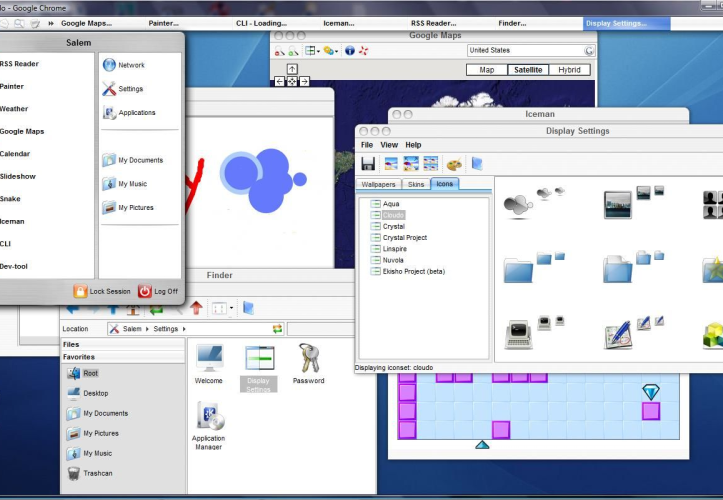 do - Google Chrome
Google Maps...
Painter...
CLI - Loading...
Iceman...
RSS Reader...
Finder...
Display Settings...
Salem
RSS Reader
Painter
Weather
Google Maps
Calendar
Slideshow
Snake
Iceman
CLI
Dev-tool
Network
Settings
Applications
My Documents
My Music
My Pictures
Lock Session
Log Off
Google Maps
United States
Map
Satellite
Hybrid
Iceman
Display Settings
File View Help
Wallpapers
Skins
Icons
Aqua
Cloudo
Crystal
Crystal Project
Linspire
Nuvola
Ekisho Project (beta)
Displaying iconset: cloudo
Finder
Location
Salem
Settings
Files
Favorites
Root
Desktop
My Documents
My Pictures
My Music
Trashcan
Welcome
Display
Settings
Password
Application
Manager